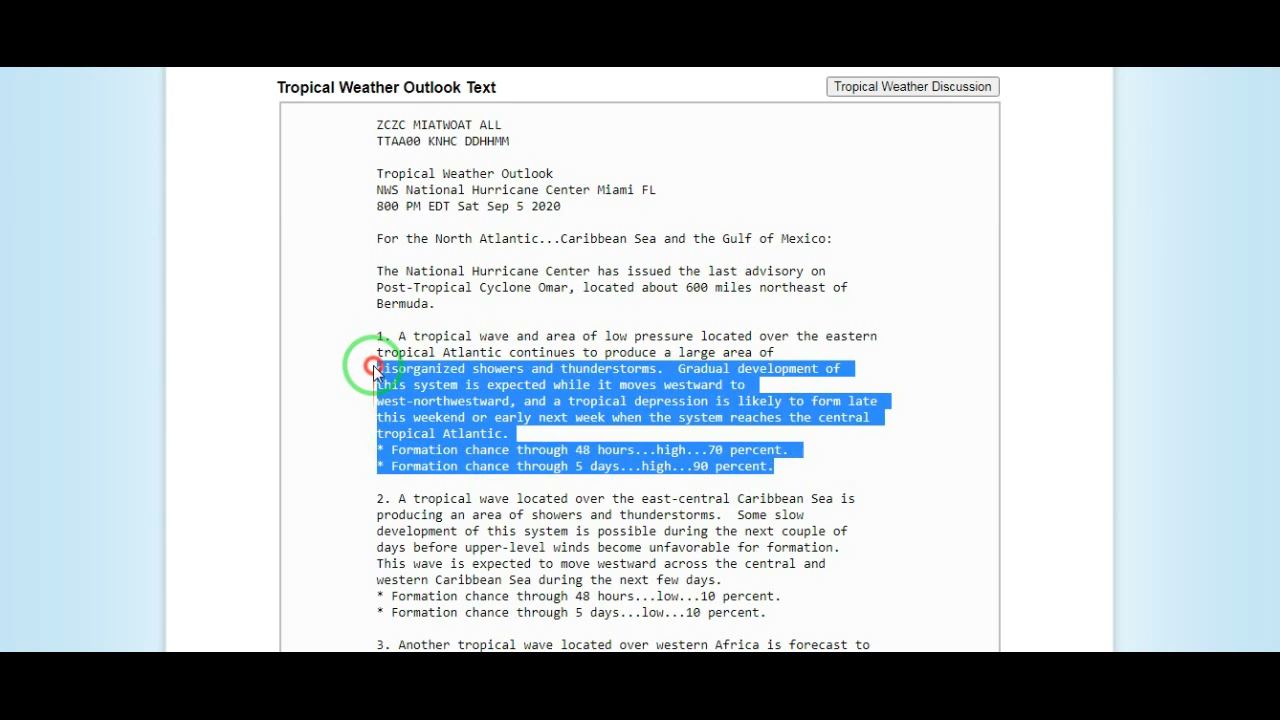 Tropical Weather Outlook Text
Tropical Weather Discussion
ZCZC MIATWOAT ALL
TTAA00 KNHC DDHHMM
Tropical Weather Outlook
NWS National Hurricane Center Miami FL
800 PM EDT Sat Sep 5 2020
For the North Atlantic...Caribbean Sea and the Gulf of Mexico:
The National Hurricane Center has issued the last advisory on
Post-Tropical Cyclone Omar, located about 600 miles northeast of
Bermuda.
1. A tropical wave and area of low pressure located over the eastern
tropical Atlantic continues to produce a large area of
disorganized showers and thunderstorms.  Gradual development of
this system is expected while it moves westward to
west-northwestward, and a tropical depression is likely to form late
this weekend or early next week when the system reaches the central
tropical Atlantic.
* Formation chance through 48 hours...high...70 percent.
* Formation chance through 5 days...high...90 percent.
2. A tropical wave located over the east-central Caribbean Sea is
producing an area of showers and thunderstorms.  Some slow
development of this system is possible during the next couple of
days before upper-level winds become unfavorable for formation.
This wave is expected to move westward across the central and
western Caribbean Sea during the next few days.
* Formation chance through 48 hours...low...10 percent.
* Formation chance through 5 days...low...10 percent.
3. Another tropical wave located over western Africa is forecast to